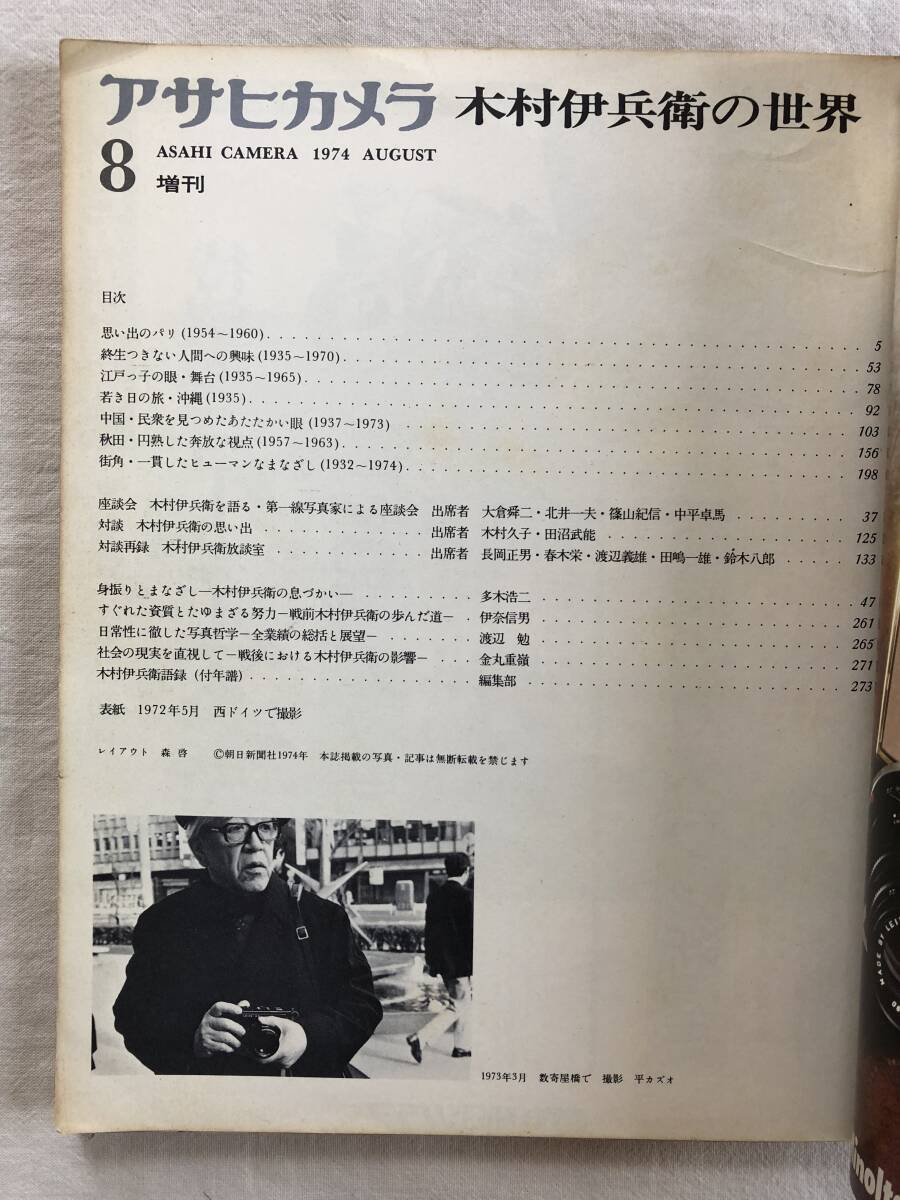 アサヒカメラ 木村伊兵衛の世界
8 ASAHI CAMERA 1974 AUGUST
増刊
目次
思い出のパリ(1954〜1960) 5
終生つきない人間への興味(1935〜1970) 53
江戸っ子の眼・舞台(1935〜1965) 78
若き日の旅・沖縄(1935) 92
中国・民衆を見つめたあたたかい眼(1937〜1973) 103
秋田・円熟した奔放な視点(1957〜1963) 156
街角・一貫したヒューマンなまなざし(1932〜1974) 198
座談会 木村伊兵衛を語る・第一線写真家による座談会 出席者 大倉舜二・北井一夫・篠山紀信・中平卓馬 37
対談 木村伊兵衛の思い出 出席者 木村久子・田沼武能 125
対談再録 木村伊兵衛放談室 出席者 長岡正男・春木栄・渡辺義雄・田嶋一雄・鈴木八郎 133
身振りとまなざし—木村伊兵衛の息づかい— 多木浩二 47
すぐれた資質とたゆまざる努力—戦前木村伊兵衛の歩んだ道— 伊奈信男 261
日常性に徹した写真哲学—全業績の総括と展望— 渡辺 勉 265
社会の現実を直視して—戦後における木村伊兵衛の影響— 金丸重嶺 271
木村伊兵衛語録(付年譜) 編集部 273
表紙 1972年5月 西ドイツで撮影
レイアウト 森 啓 ©朝日新聞社1974年 本誌掲載の写真・記事は無断転載を禁じます
1973年3月 数寄屋橋で 撮影 平カズオ
MADE BY LEI
inolt